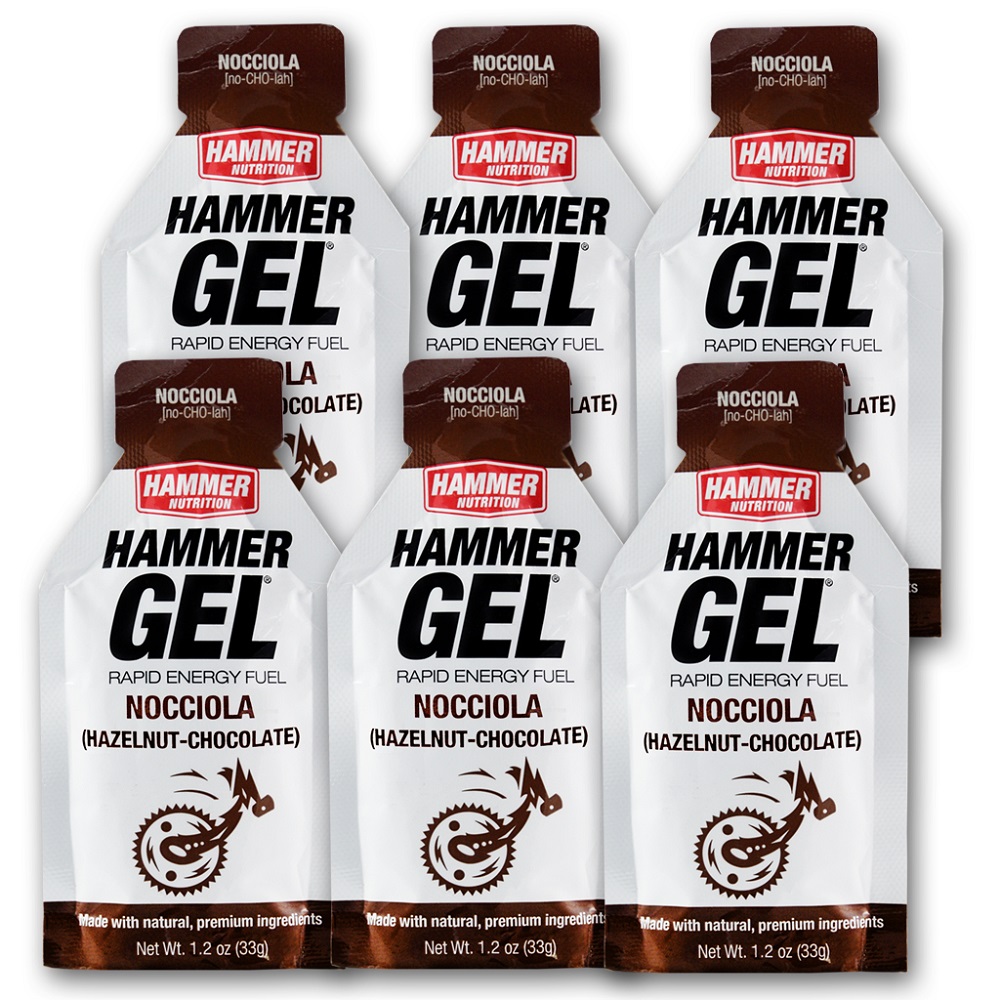 NOCCIOLA
[no-CHO-lah]
HAMMER
NUTRITION
HAMMER
GEL®
RAPID ENERGY FUEL
OLA
OCOLATE)
NOCCIOLA
[no-CHO-lah]
HAMMER
NUTRITION
HAMMER
GEL®
RAPID ENERGY FUEL
LATE)
NOCCIOLA
[no-CHO-lah]
HAMMER
NUTRITION
HAMMER
GEL®
RAPID ENERGY FUEL
A
LATE)
ts
NOCCIOLA
[no-CHO-lah]
HAMMER
NUTRITION
HAMMER
GEL®
RAPID ENERGY FUEL
NOCCIOLA
(HAZELNUT-CHOCOLATE)
Made with natural, premium ingredients
Net Wt. 1.2 oz (33g)
NOCCIOLA
[no-CHO-lah]
HAMMER
NUTRITION
HAMMER
GEL®
RAPID ENERGY FUEL
NOCCIOLA
(HAZELNUT-CHOCOLATE)
Made with natural, premium ingredients
Net Wt. 1.2 oz (33g)
NOCCIOLA
[no-CHO-lah]
HAMMER
NUTRITION
HAMMER
GEL®
RAPID ENERGY FUEL
NOCCIOLA
(HAZELNUT-CHOCOLATE)
Made with natural, premium ingredients
Net Wt. 1.2 oz (33g)